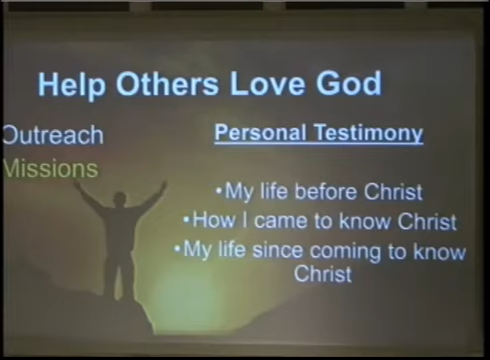 Help Others Love God
Outreach
Missions
Personal Testimony
•My life before Christ
•How I came to know Christ
•My life since coming to know
Christ